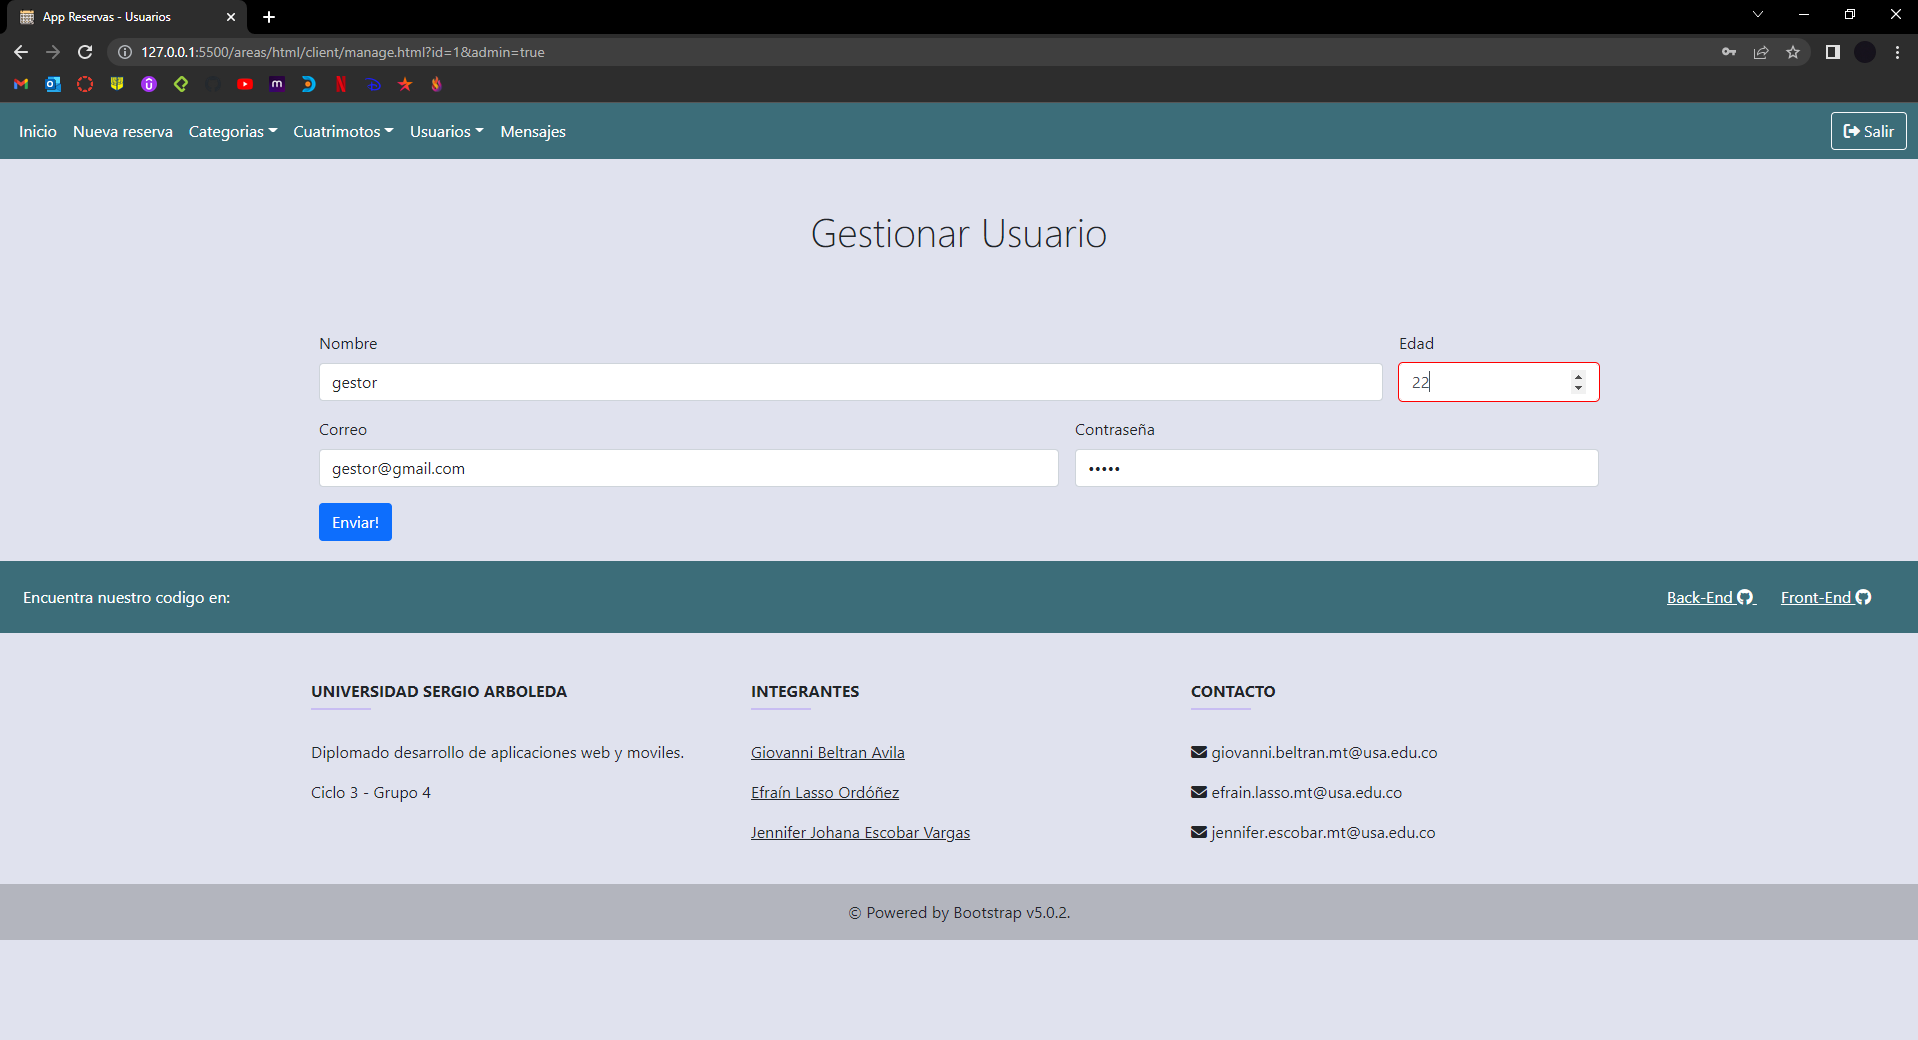 App Reservas - Usuarios
127.0.0.1:5500/areas/html/client/manage.html?id=1&admin=true
Inicio Nueva reserva Categorias Cuatrimotos Usuarios Mensajes Salir
Gestionar Usuario
Nombre Edad
gestor 22
Correo Contraseña
gestor@gmail.com •••••
Enviar!
Encuentra nuestro codigo en: Back-End Front-End
UNIVERSIDAD SERGIO ARBOLEDA
Diplomado desarrollo de aplicaciones web y moviles.
Ciclo 3 - Grupo 4
INTEGRANTES
Giovanni Beltran Avila
Efraín Lasso Ordóñez
Jennifer Johana Escobar Vargas
CONTACTO
giovanni.beltran.mt@usa.edu.co
efrain.lasso.mt@usa.edu.co
jennifer.escobar.mt@usa.edu.co
© Powered by Bootstrap v5.0.2.